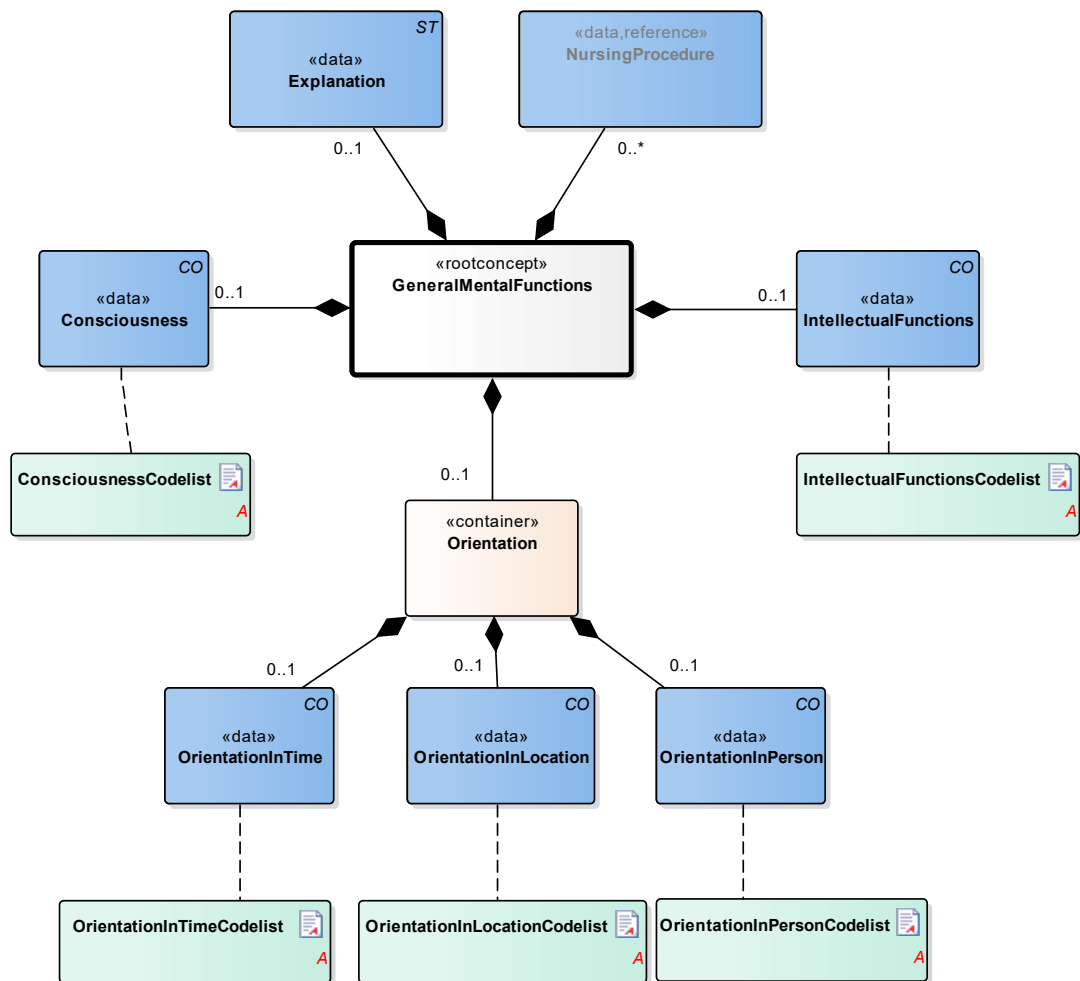 ST
«data»
Explanation
«data,reference»
NursingProcedure
0..1
0..*
«rootconcept»
GeneralMentalFunctions
CO
«data»
Consciousness
0..1
0..1
CO
«data»
IntellectualFunctions
ConsciousnessCodelist
A
IntellectualFunctionsCodelist
A
0..1
«container»
Orientation
0..1
0..1
0..1
CO
«data»
OrientationInTime
CO
«data»
OrientationInLocation
CO
«data»
OrientationInPerson
OrientationInTimeCodelist
A
OrientationInLocationCodelist
A
OrientationInPersonCodelist
A